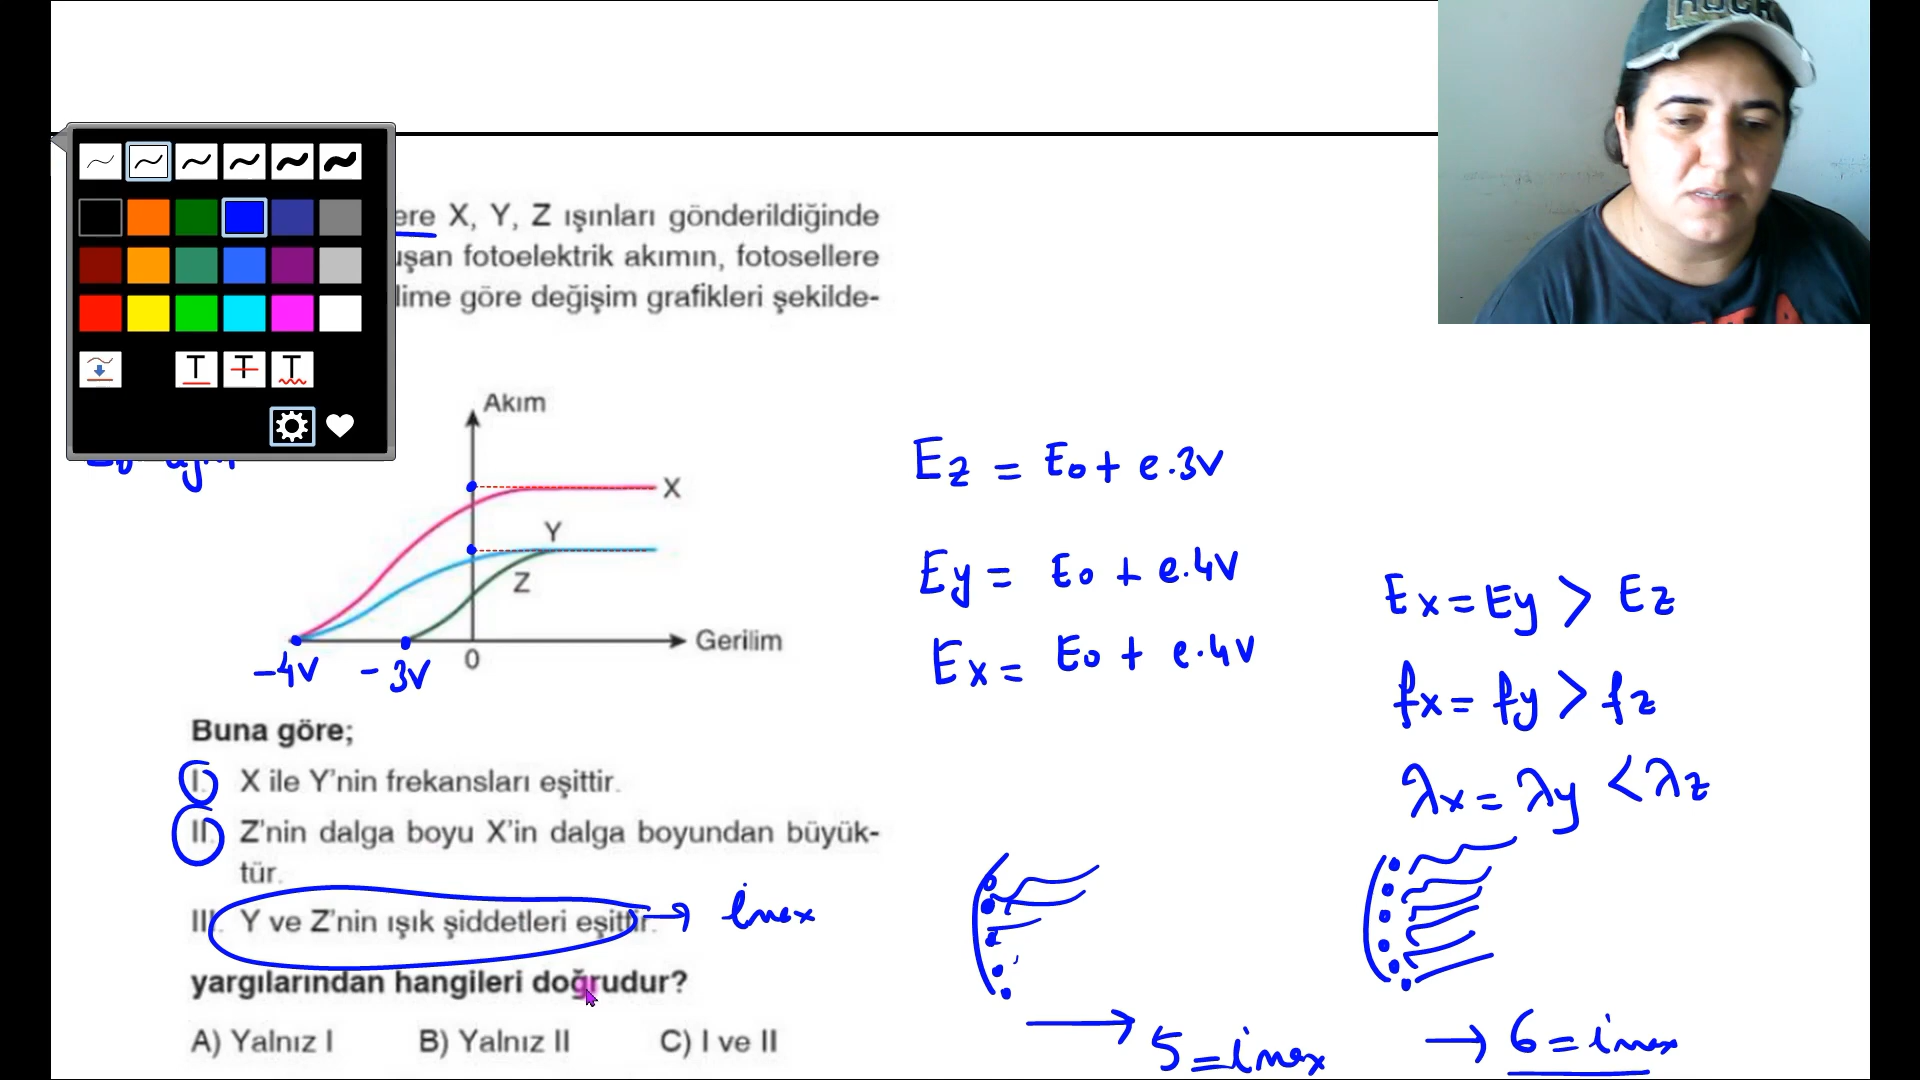 ere X, Y, Z ışınları gönderildiğinde
uşan fotoelektrik akımın, fotosellere
lime göre değişim grafikleri şekilde-
T T T
Akım
X
Y
Z
Gerilim
0
-4V -3V
Ez = E0 + e.3V
Ey = E0 + e.4V
Ex = E0 + e.4V
Ex = Ey > Ez
fx = fy > fz
λx = λy < λz
Buna göre;
I. X ile Y'nin frekansları eşittir.
II. Z'nin dalga boyu X'in dalga boyundan büyük-
tür.
III. Y ve Z'nin ışık şiddetleri eşittir. → imax
yargılarından hangileri doğrudur?
A) Yalnız I B) Yalnız II C) I ve II
→ 5 = imax
→ 6 = imax